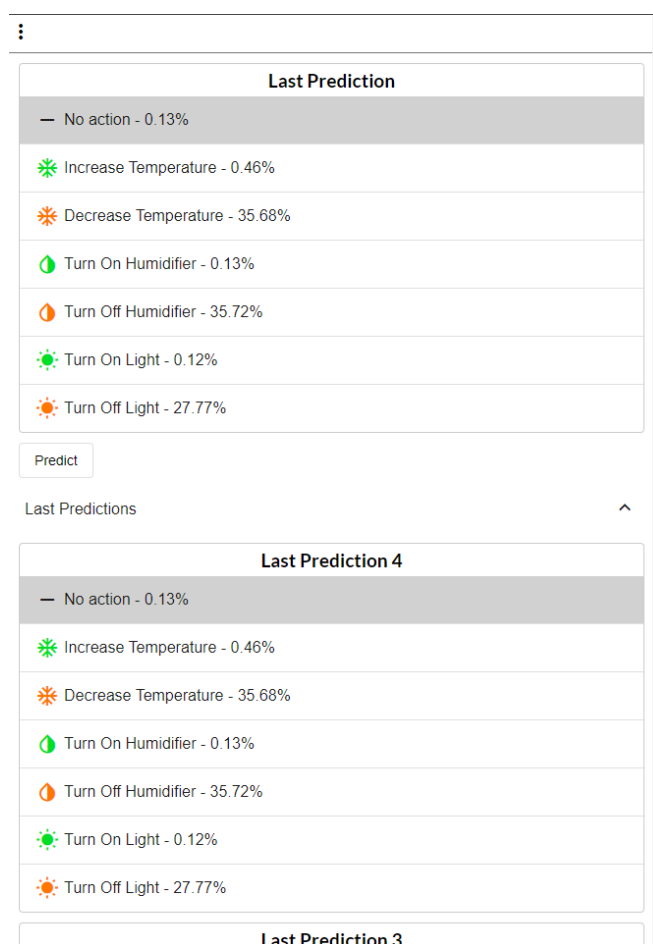 Last Prediction
No action - 0.13%
Increase Temperature - 0.46%
Decrease Temperature - 35.68%
Turn On Humidifier - 0.13%
Turn Off Humidifier - 35.72%
Turn On Light - 0.12%
Turn Off Light - 27.77%
Predict
Last Predictions
Last Prediction 4
No action - 0.13%
Increase Temperature - 0.46%
Decrease Temperature - 35.68%
Turn On Humidifier - 0.13%
Turn Off Humidifier - 35.72%
Turn On Light - 0.12%
Turn Off Light - 27.77%
Last Prediction 3